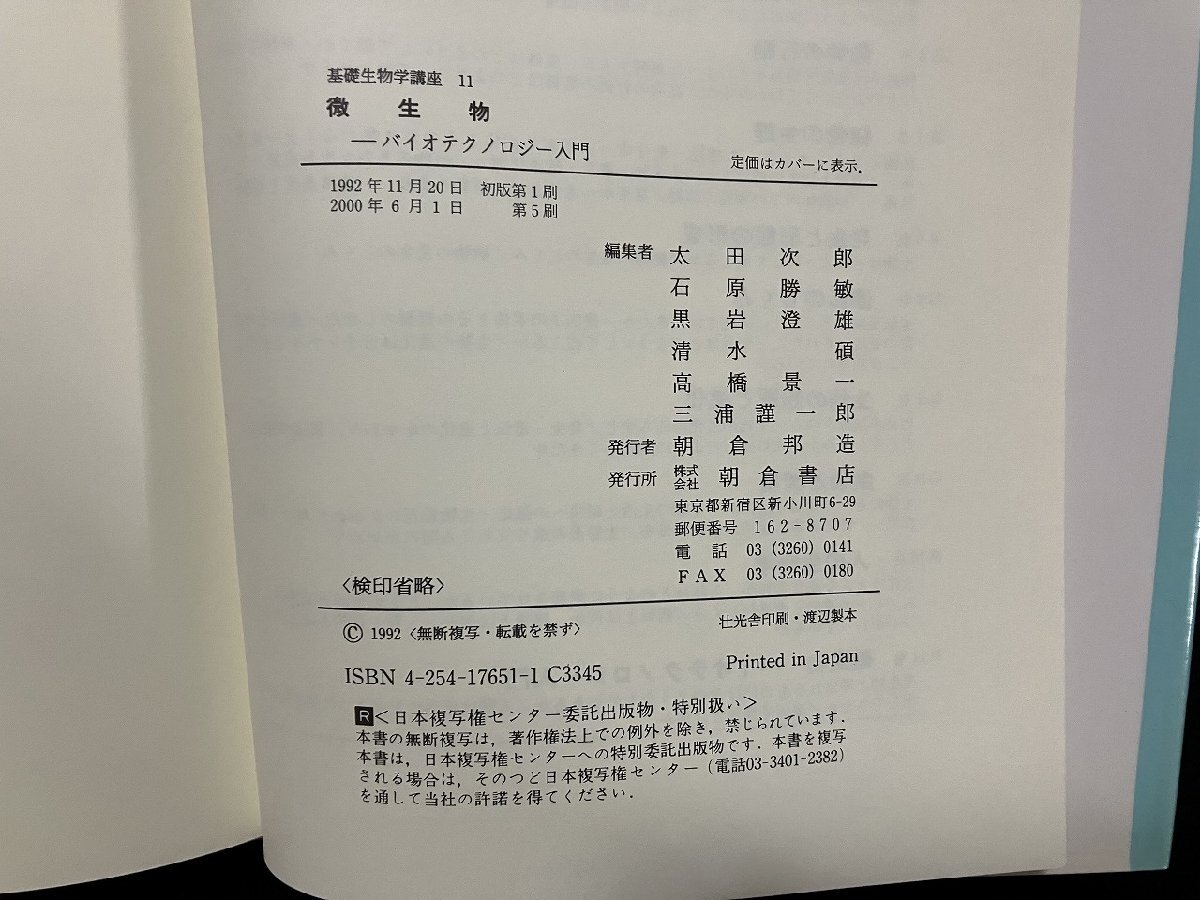 基礎生物学講座 11
微生物
―バイオテクノロジー入門
定価はカバーに表示.
1992年11月20日 初版第1刷
2000年6月1日 第5刷
編集者 太田次郎
石原勝敏
黒岩澄雄
清水碩
高橋景一
三浦謹一郎
発行者 朝倉邦造
発行所 株式会社 朝倉書店
東京都新宿区新小川町6-29
郵便番号 162-8707
電話 03 (3260) 0141
FAX 03 (3260) 0180
〈検印省略〉
© 1992〈無断複写・転載を禁ず〉
壮光舎印刷・渡辺製本
ISBN 4-254-17651-1 C3345
Printed in Japan
R<日本複写権センター委託出版物・特別扱い>
本書の無断複写は,著作権法上での例外を除き,禁じられています.
本書は,日本複写権センターへの特別委託出版物です.本書を複写
される場合は,そのつど日本複写権センター(電話03-3401-2382)
を通して当社の許諾を得てください.